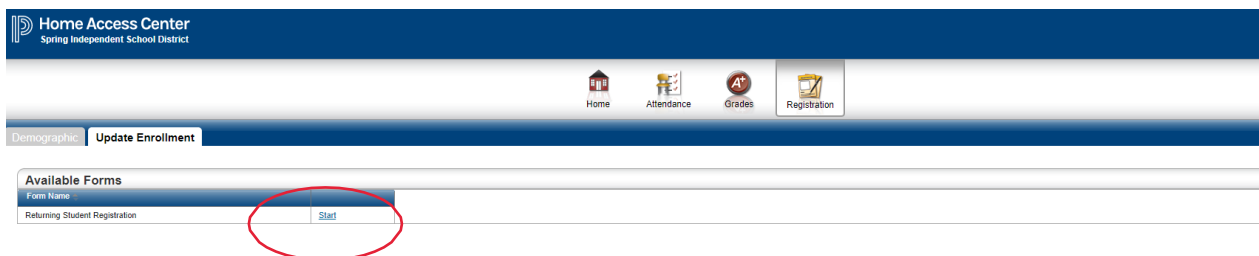 Home Access Center
Spring Independent School District
Home Attendance Grades Registration
Demographic Update Enrollment
Available Forms
Form Name
Returning Student Registration Start